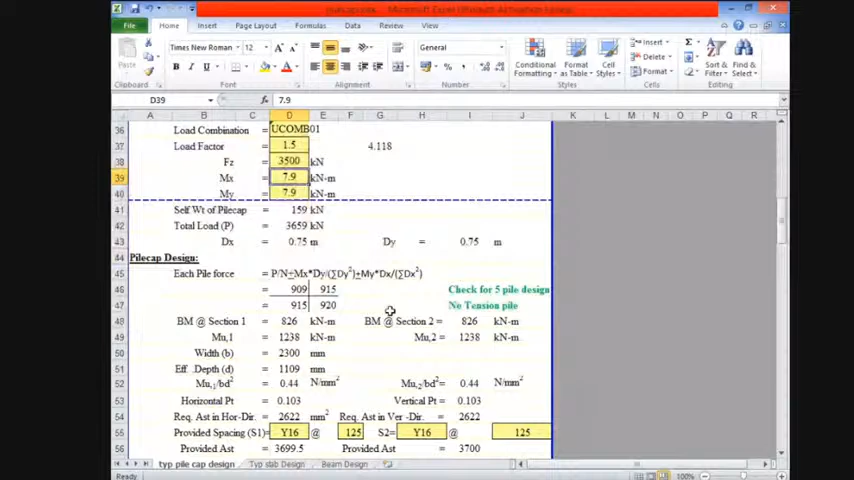 File Home Insert Page Layout Formulas Data Review View
Times New Roman 12 General Insert Σ
Paste B I U Conditional Formatting Format as Table Cell Styles Delete Sort & Filter Find & Select
$ % , Format
Clipboard Font Alignment Number Styles Cells Editing
D39 fx 7.9
A B C D E F G H I J K L M N O P Q R
36 Load Combination = UCOMB01
37 Load Factor = 1.5 4.118
38 Fz = 3500 kN
39 Mx = 7.9 kN-m
40 My = 7.9 kN-m
41 Self Wt of Pilecap = 159 kN
42 Total Load (P) = 3659 kN
43 Dx = 0.75 m Dy = 0.75 m
44 Pilecap Design:
45 Each Pile force = P/N+Mx*Dy/(∑Dy²)+My*Dx/(∑Dx²)
46 = 909 915 Check for 5 pile design
47 = 915 920 No Tension pile
48 BM @ Section 1 = 826 kN-m BM @ Section 2 = 826 kN-m
49 Mu,1 = 1238 kN-m Mu,2 = 1238 kN-m
50 Width (b) = 2300 mm
51 Eff .Depth (d) = 1109 mm
52 Mu,1/bd² = 0.44 N/mm² Mu,2/bd² = 0.44 N/mm²
53 Horizontal Pt = 0.103 Vertical Pt = 0.103
54 Req. Ast in Hor-Dir. = 2622 mm² Req. Ast in Ver -Dir. = 2622
55 Provided Spacing (S1)= Y16 @ 125 S2= Y16 @ 125
56 Provided Ast = 3699.5 Provided Ast = 3700
typ pile cap design Typ stab Design Beam Design
Ready 100%